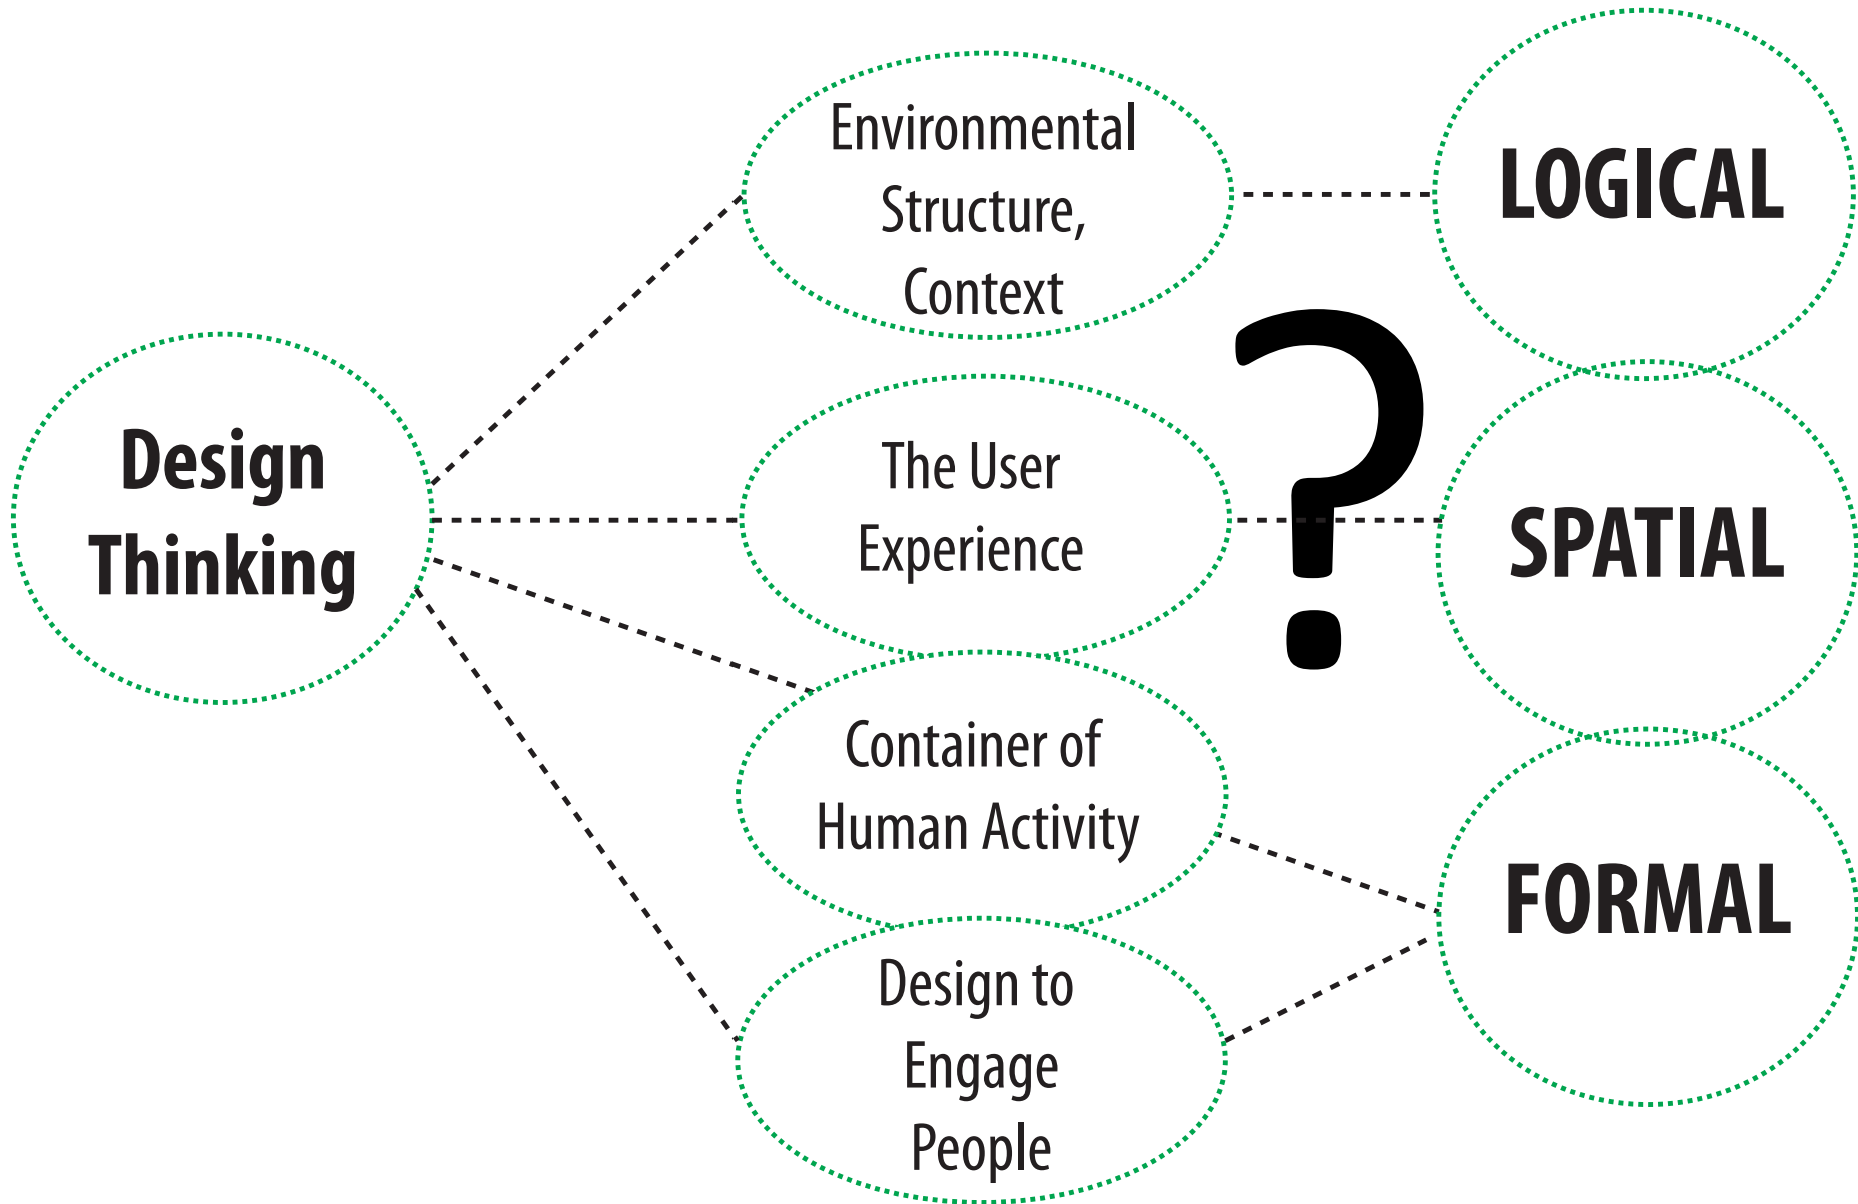 Design
Thinking
Environmental
Structure,
Context
The User
Experience
Container of
Human Activity
Design to
Engage
People
?
LOGICAL
SPATIAL
FORMAL